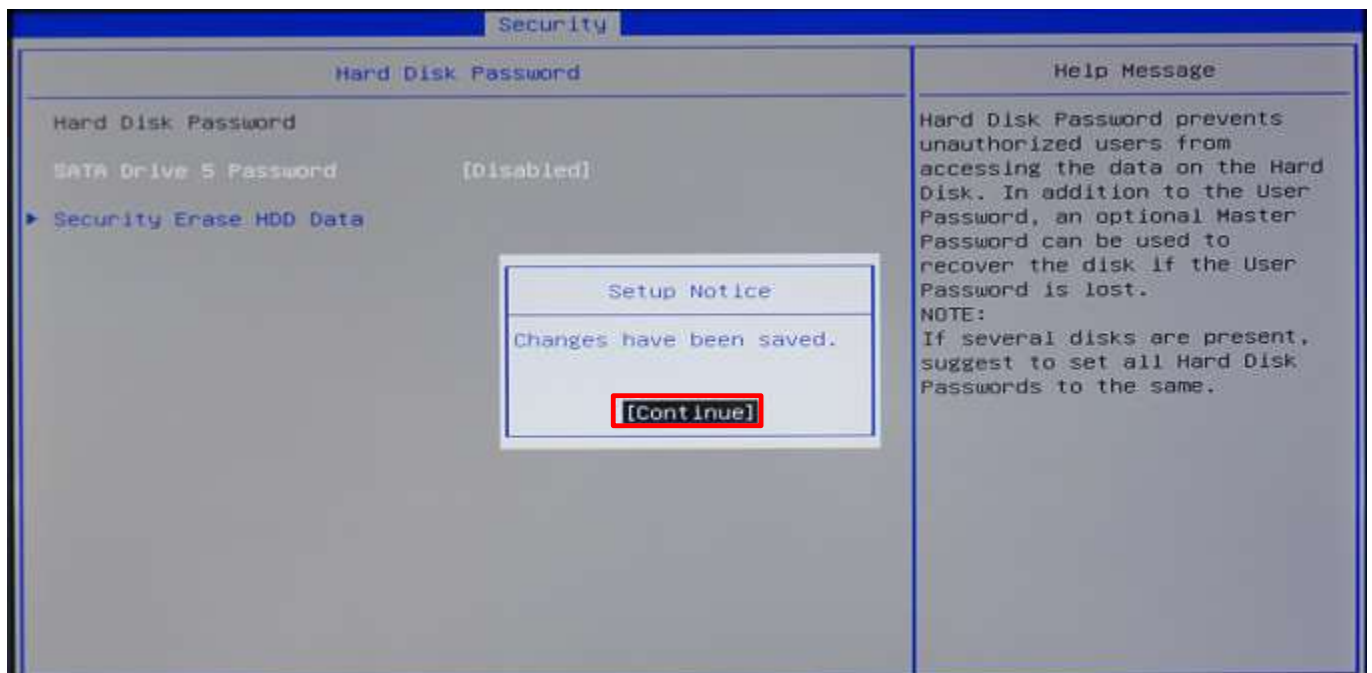 Security
Hard Disk Password
Hard Disk Password
SATA Drive 5 Password [Disabled]
Security Erase HDD Data
Setup Notice
Changes have been saved.
[Continue]
Help Message
Hard Disk Password prevents
unauthorized users from
accessing the data on the Hard
Disk. In addition to the User
Password, an optional Master
Password can be used to
recover the disk if the User
Password is lost.
NOTE:
If several disks are present,
suggest to set all Hard Disk
Passwords to the same.